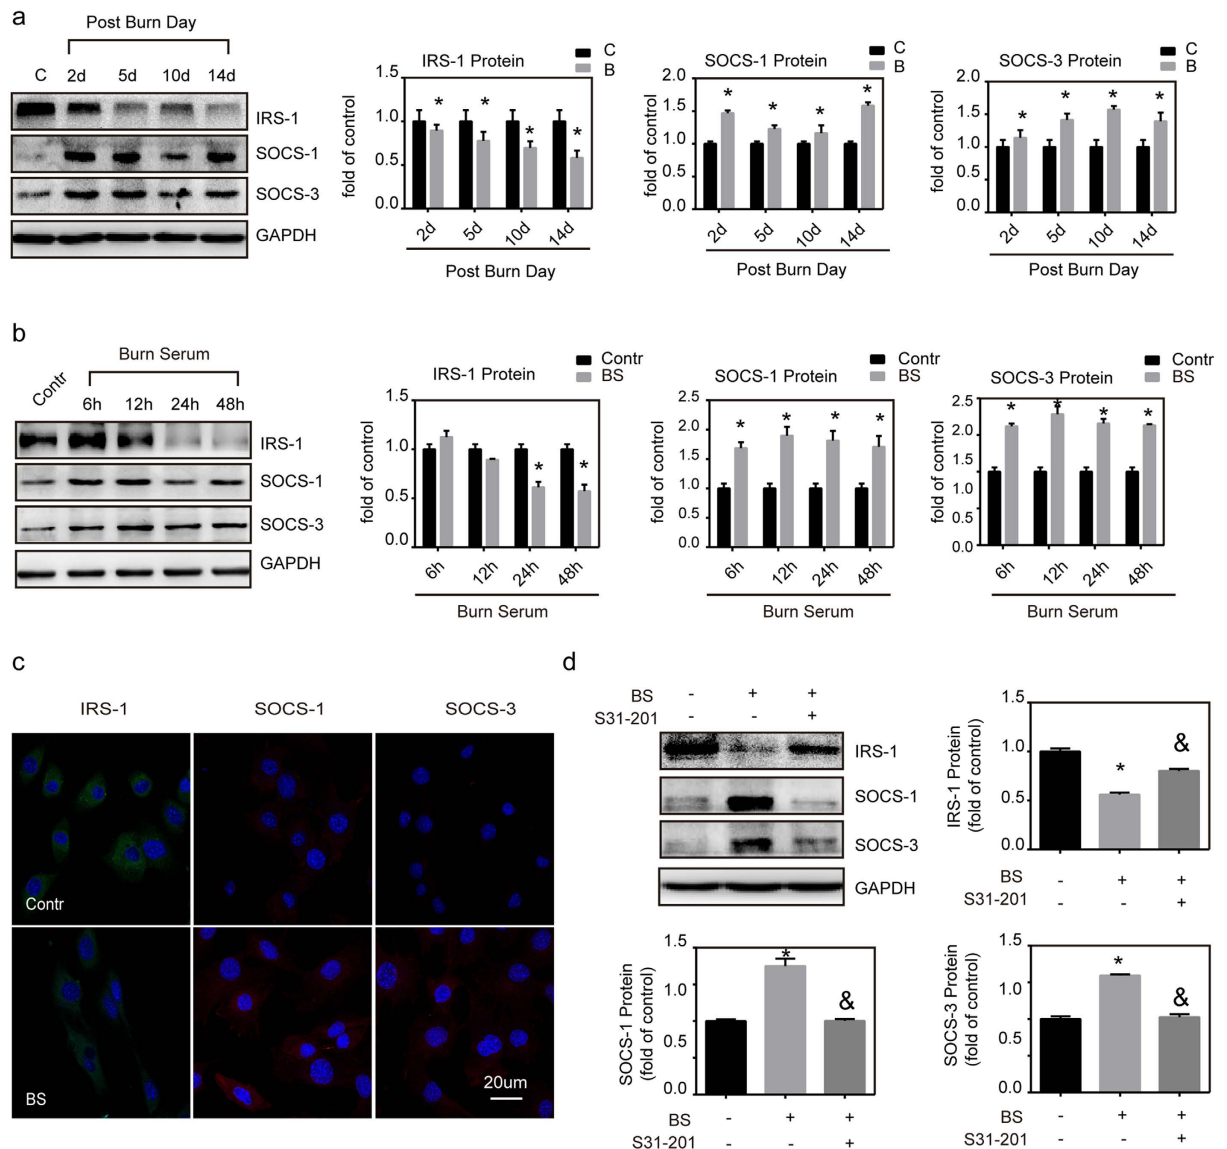 a
Post Burn Day
C 2d 5d 10d 14d
IRS-1
SOCS-1
SOCS-3
GAPDH
IRS-1 Protein
C
B
fold of control
1.5
1.0
0.5
0.0
* * * *
2d 5d 10d 14d
Post Burn Day
SOCS-1 Protein
C
B
fold of control
2.0
1.5
1.0
0.5
0.0
* * * *
2d 5d 10d 14d
Post Burn Day
SOCS-3 Protein
C
B
fold of control
2.0
1.5
1.0
0.5
0.0
* * * *
2d 5d 10d 14d
Post Burn Day
b
Burn Serum
Contr 6h 12h 24h 48h
IRS-1
SOCS-1
SOCS-3
GAPDH
IRS-1 Protein
Contr
BS
fold of control
1.5
1.0
0.5
0.0
* *
6h 12h 24h 48h
Burn Serum
SOCS-1 Protein
Contr
BS
fold of control
2.5
2.0
1.5
1.0
0.5
0.0
* * * *
6h 12h 24h 48h
Burn Serum
SOCS-3 Protein
Contr
BS
fold of control
2.5
2.0
1.5
1.0
0.5
0.0
* * * *
6h 12h 24h 48h
Burn Serum
c
IRS-1 SOCS-1 SOCS-3
Contr
BS
20um
d
BS - + +
S31-201 - - +
IRS-1
SOCS-1
SOCS-3
GAPDH
IRS-1 Protein
(fold of control)
1.5
1.0
0.5
0.0
* &
BS - + +
S31-201 - - +
SOCS-1 Protein
(fold of control)
1.5
1.0
0.5
0.0
* &
BS - + +
S31-201 - - +
SOCS-3 Protein
(fold of control)
1.5
1.0
0.5
0.0
* &
BS - + +
S31-201 - - +